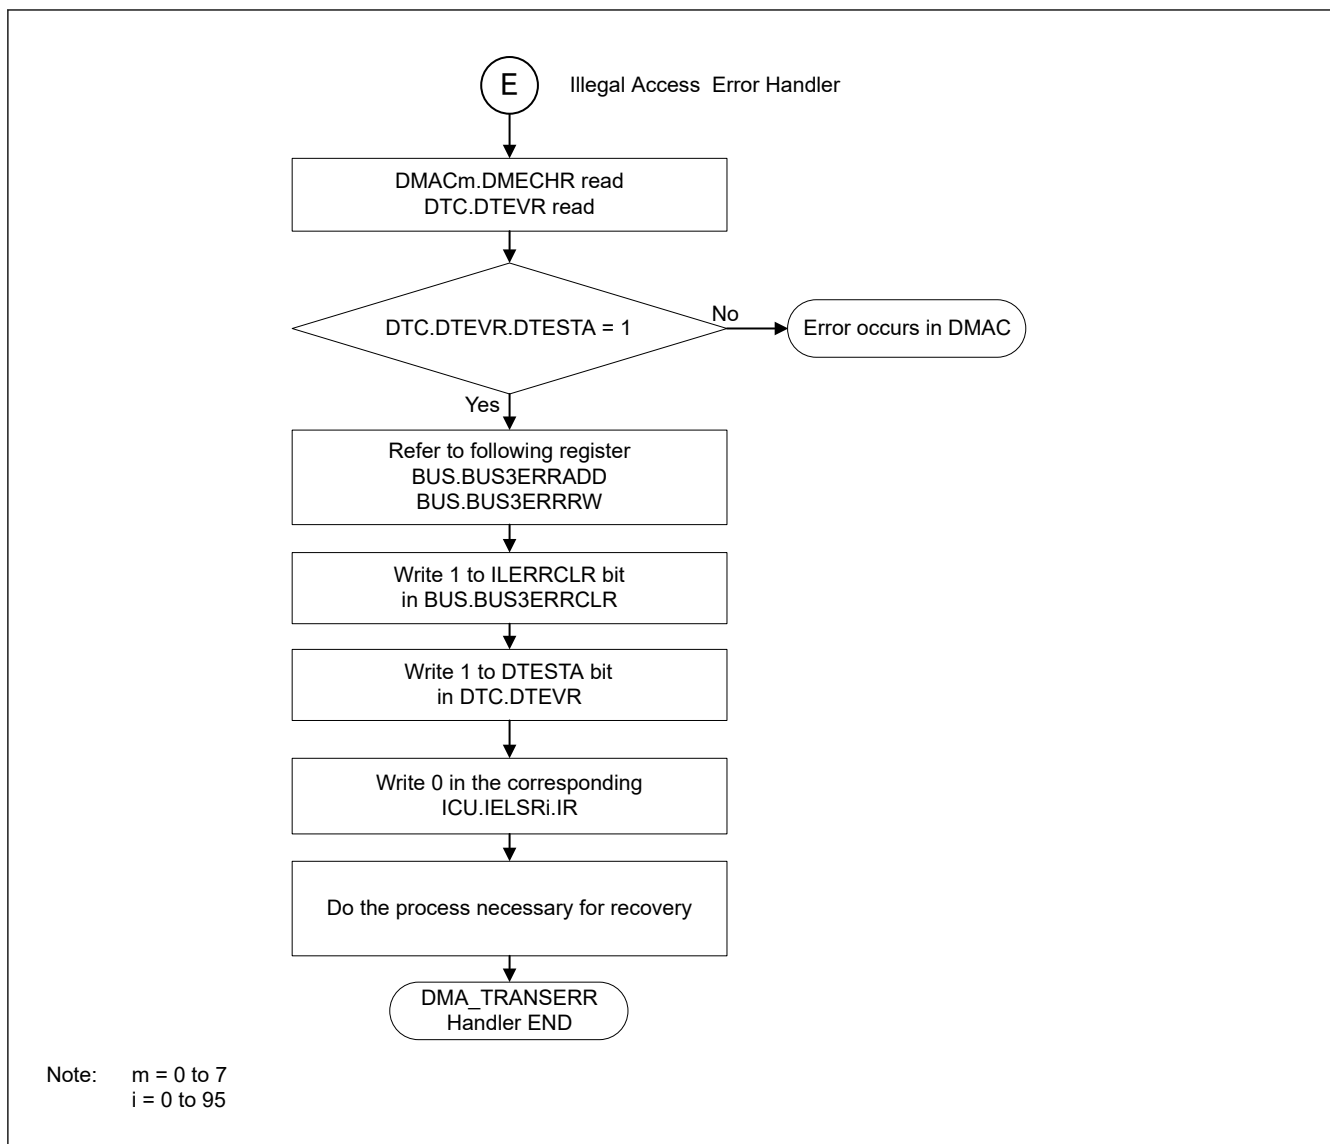 E
Illegal Access Error Handler
DMACm.DMECHR read
DTC.DTEVR read
DTC.DTEVR.DTESTA = 1
No
Error occurs in DMAC
Yes
Refer to following register
BUS.BUS3ERRADD
BUS.BUS3ERRRW
Write 1 to ILERRCLR bit
in BUS.BUS3ERRCLR
Write 1 to DTESTA bit
in DTC.DTEVR
Write 0 in the corresponding
ICU.IELSRi.IR
Do the process necessary for recovery
DMA_TRANSERR
Handler END
Note: m = 0 to 7
i = 0 to 95